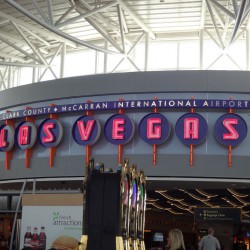 CLARK COUNTY ✦ McCARRAN INTERNATIONAL AIRPORT
LAS VEGAS